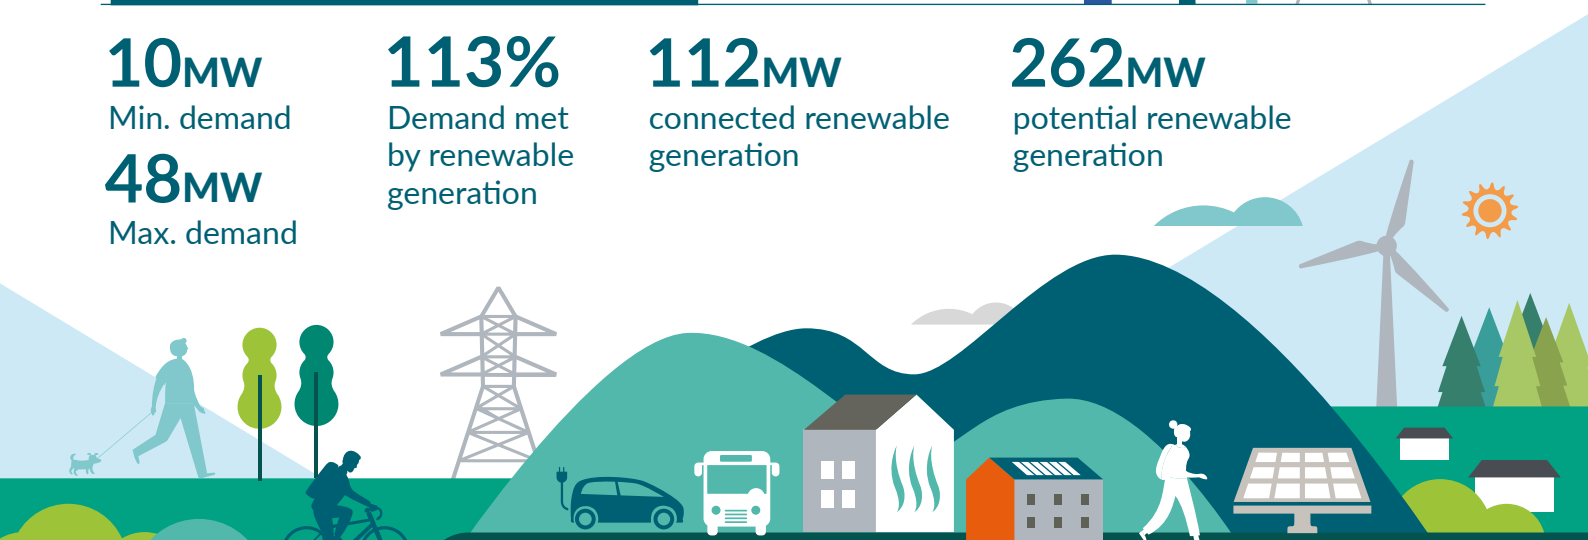 10MW
Min. demand
48MW
Max. demand
113%
Demand met
by renewable
generation
112MW
connected renewable
generation
262MW
potential renewable
generation